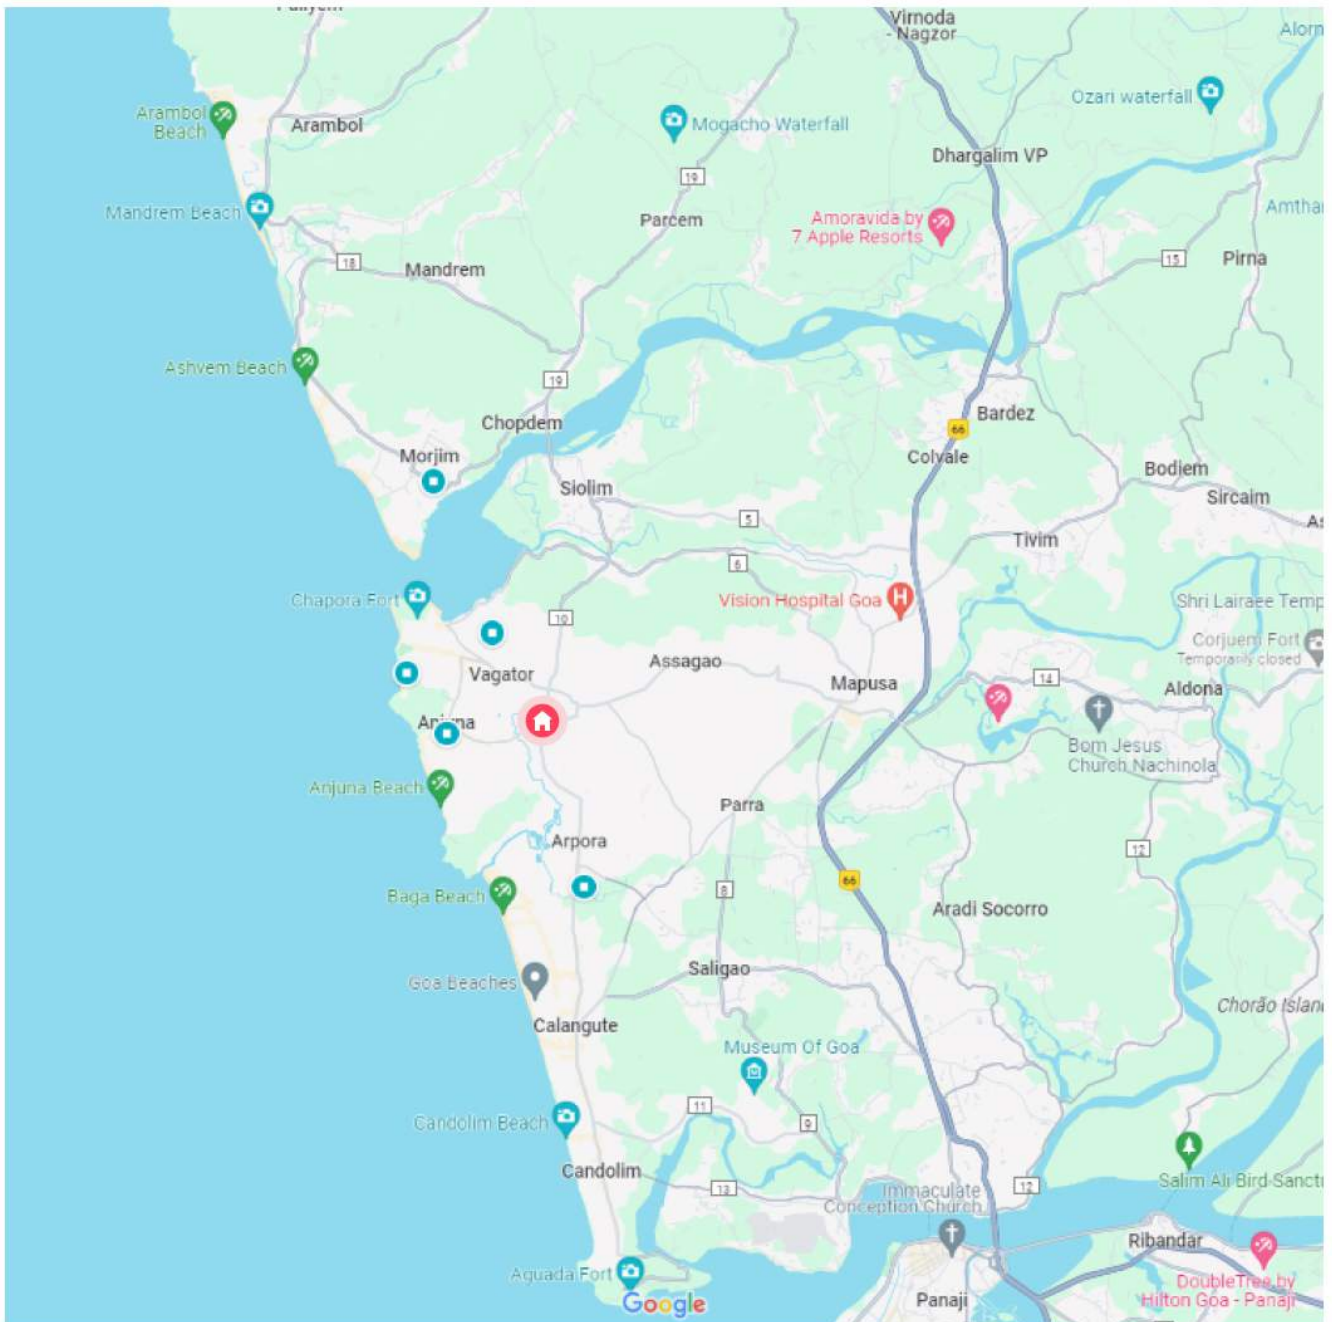 Virnoda
- Nagzor
Arambol
Beach
Arambol
Mogacho Waterfall
Ozari waterfall
Dhargalim VP
19
Mandrem Beach
Parcem
Amoravida by
7 Apple Resorts
18
Mandrem
15
Pirna
Ashvem Beach
19
Chopdem
Bardez
66
Colvale
Morjim
Siolim
Bodiem
Sircaim
5
Tivim
6
Chapora Fort
10
Vision Hospital Goa
Shri Lairaee Temp
Corjuem Fort
Temporarily closed
Vagator
Assagao
Mapusa
14
Aldona
Bom Jesus
Church Nachinola
Anjuna Beach
Parra
Arpora
12
Baga Beach
8
66
Aradi Socorro
Goa Beaches
Saligao
Calangute
Chorão Islan
Museum Of Goa
11
Candolim Beach
9
Candolim
13
Immaculate
Conception Church
12
Salim Ali Bird Sanct
Ribandar
Aguada Fort
Google
Panaji
DoubleTree by
Hilton Goa - Panaji